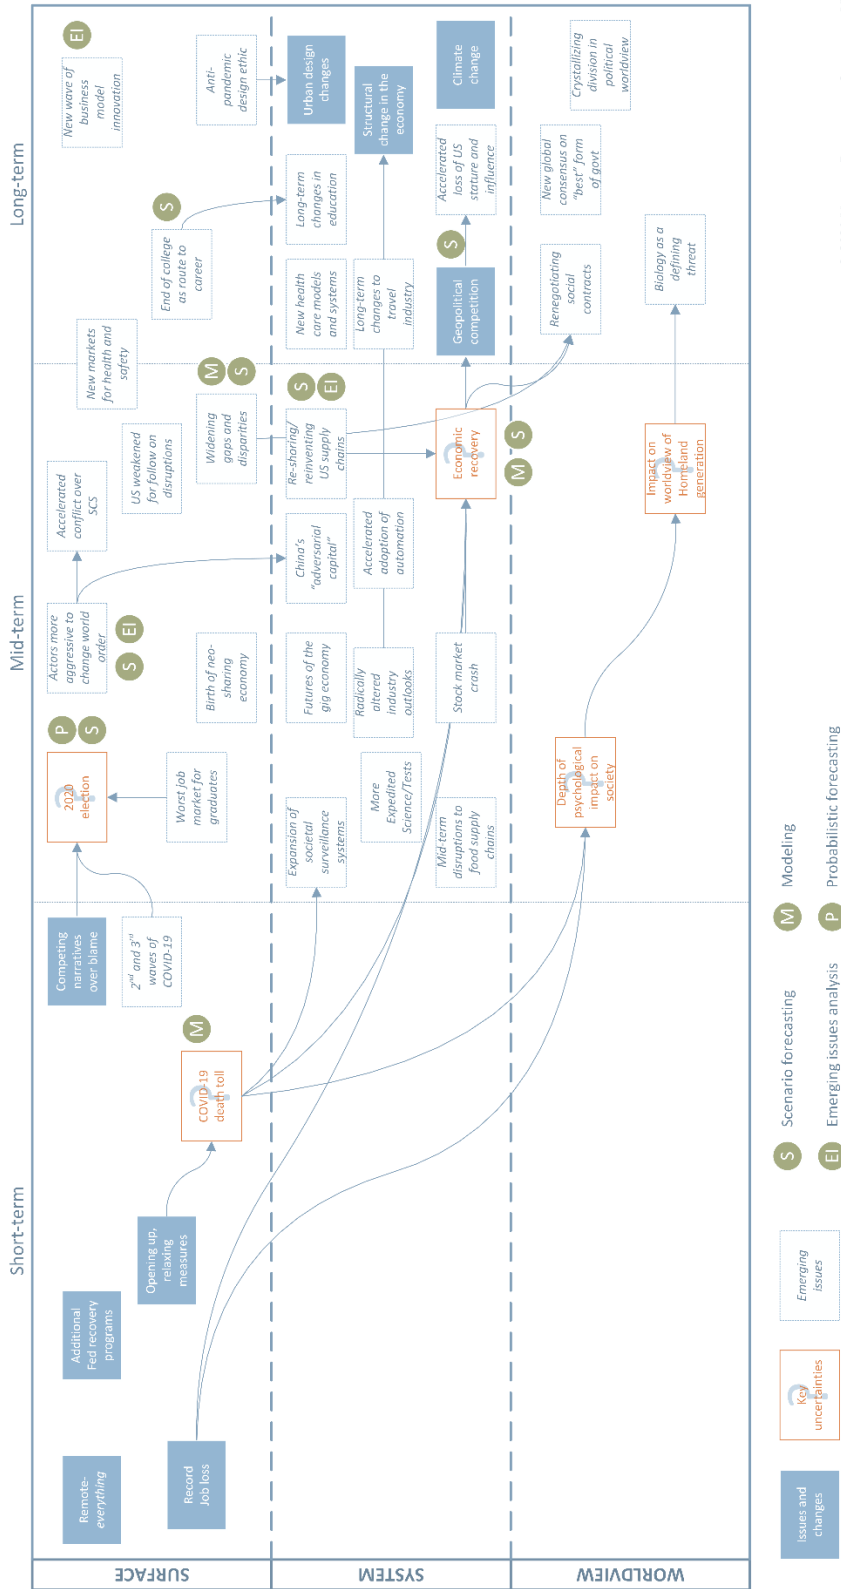 Short-term
Mid-term
Long-term
SURFACE
Remote-
everything
Additional
Fed recovery
programs
Record
Job loss
Opening up,
relaxing
measures
COVID-19
death toll
M
Competing
narratives
over blame
2nd and 3rd
waves of
COVID-19
2020
election
P
S
Worst job
market for
graduates
Actors more
aggressive to
change world
order
S
EI
Birth of neo-
sharing
economy
Accelerated
conflict over
SCS
US weakened
for follow on
disruptions
Widening
gaps and
disparities
M
S
New markets
for health and
safety
End of college
as route to
career
S
New wave of
business
model
innovation
EI
Anti-
pandemic
design ethic
SYSTEM
Expansion of
societal
surveillance
systems
More
Expedited
Science/Tests
Mid-term
disruptions to
food supply
chains
Futures of the
gig economy
Radically
altered
industry
outlooks
Stock market
crash
China's
"adversarial
capital"
Accelerated
adoption of
automation
Re-shoring/
reinventing
US supply
chains
S
EI
Economic
recovery
M
S
New health
care models
and systems
Long-term
changes to
travel
industry
Geopolitical
competition
S
Long-term
changes in
education
Accelerated
loss of US
stature and
influence
Urban design
changes
Structural
change in the
economy
Climate
change
WORLDVIEW
Depth of
psychological
impact on
society
Impact on
worldview of
Homeland
generation
Renegotiating
social
contracts
Biology as a
defining
threat
New global
consensus on
"best" form
of govt
Crystallizing
division in
political
worldview
Issues and
changes
Key
uncertainties
Emerging
issues
S Scenario forecasting
M Modeling
EI Emerging issues analysis
P Probabilistic forecasting